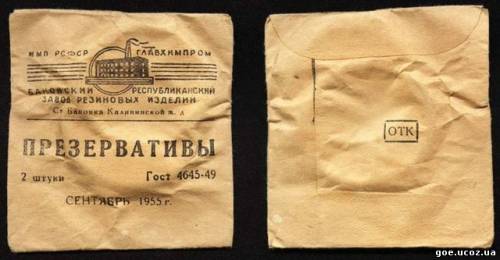 ММП РСФСР ГЛАВХИМПРОМ
БАКОВСКИЙ РЕСПУБЛИКАНСКИЙ
ЗАВОД РЕЗИНОВЫХ ИЗДЕЛИЙ
Ст Баковка Калининской ж. д
ПРЕЗЕРВАТИВЫ
2 штуки Гост 4645-49
СЕНТЯБРЬ 1955 г.
ОТК
goe.ucoz.ua